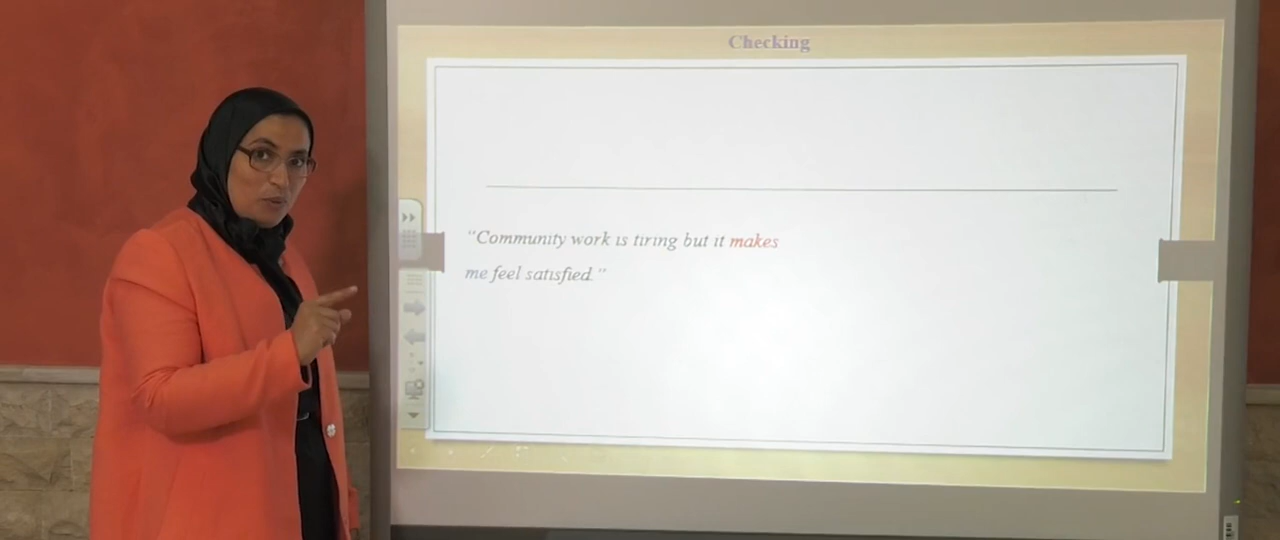 Checking
“Community work is tiring but it makes
me feel satisfied.”